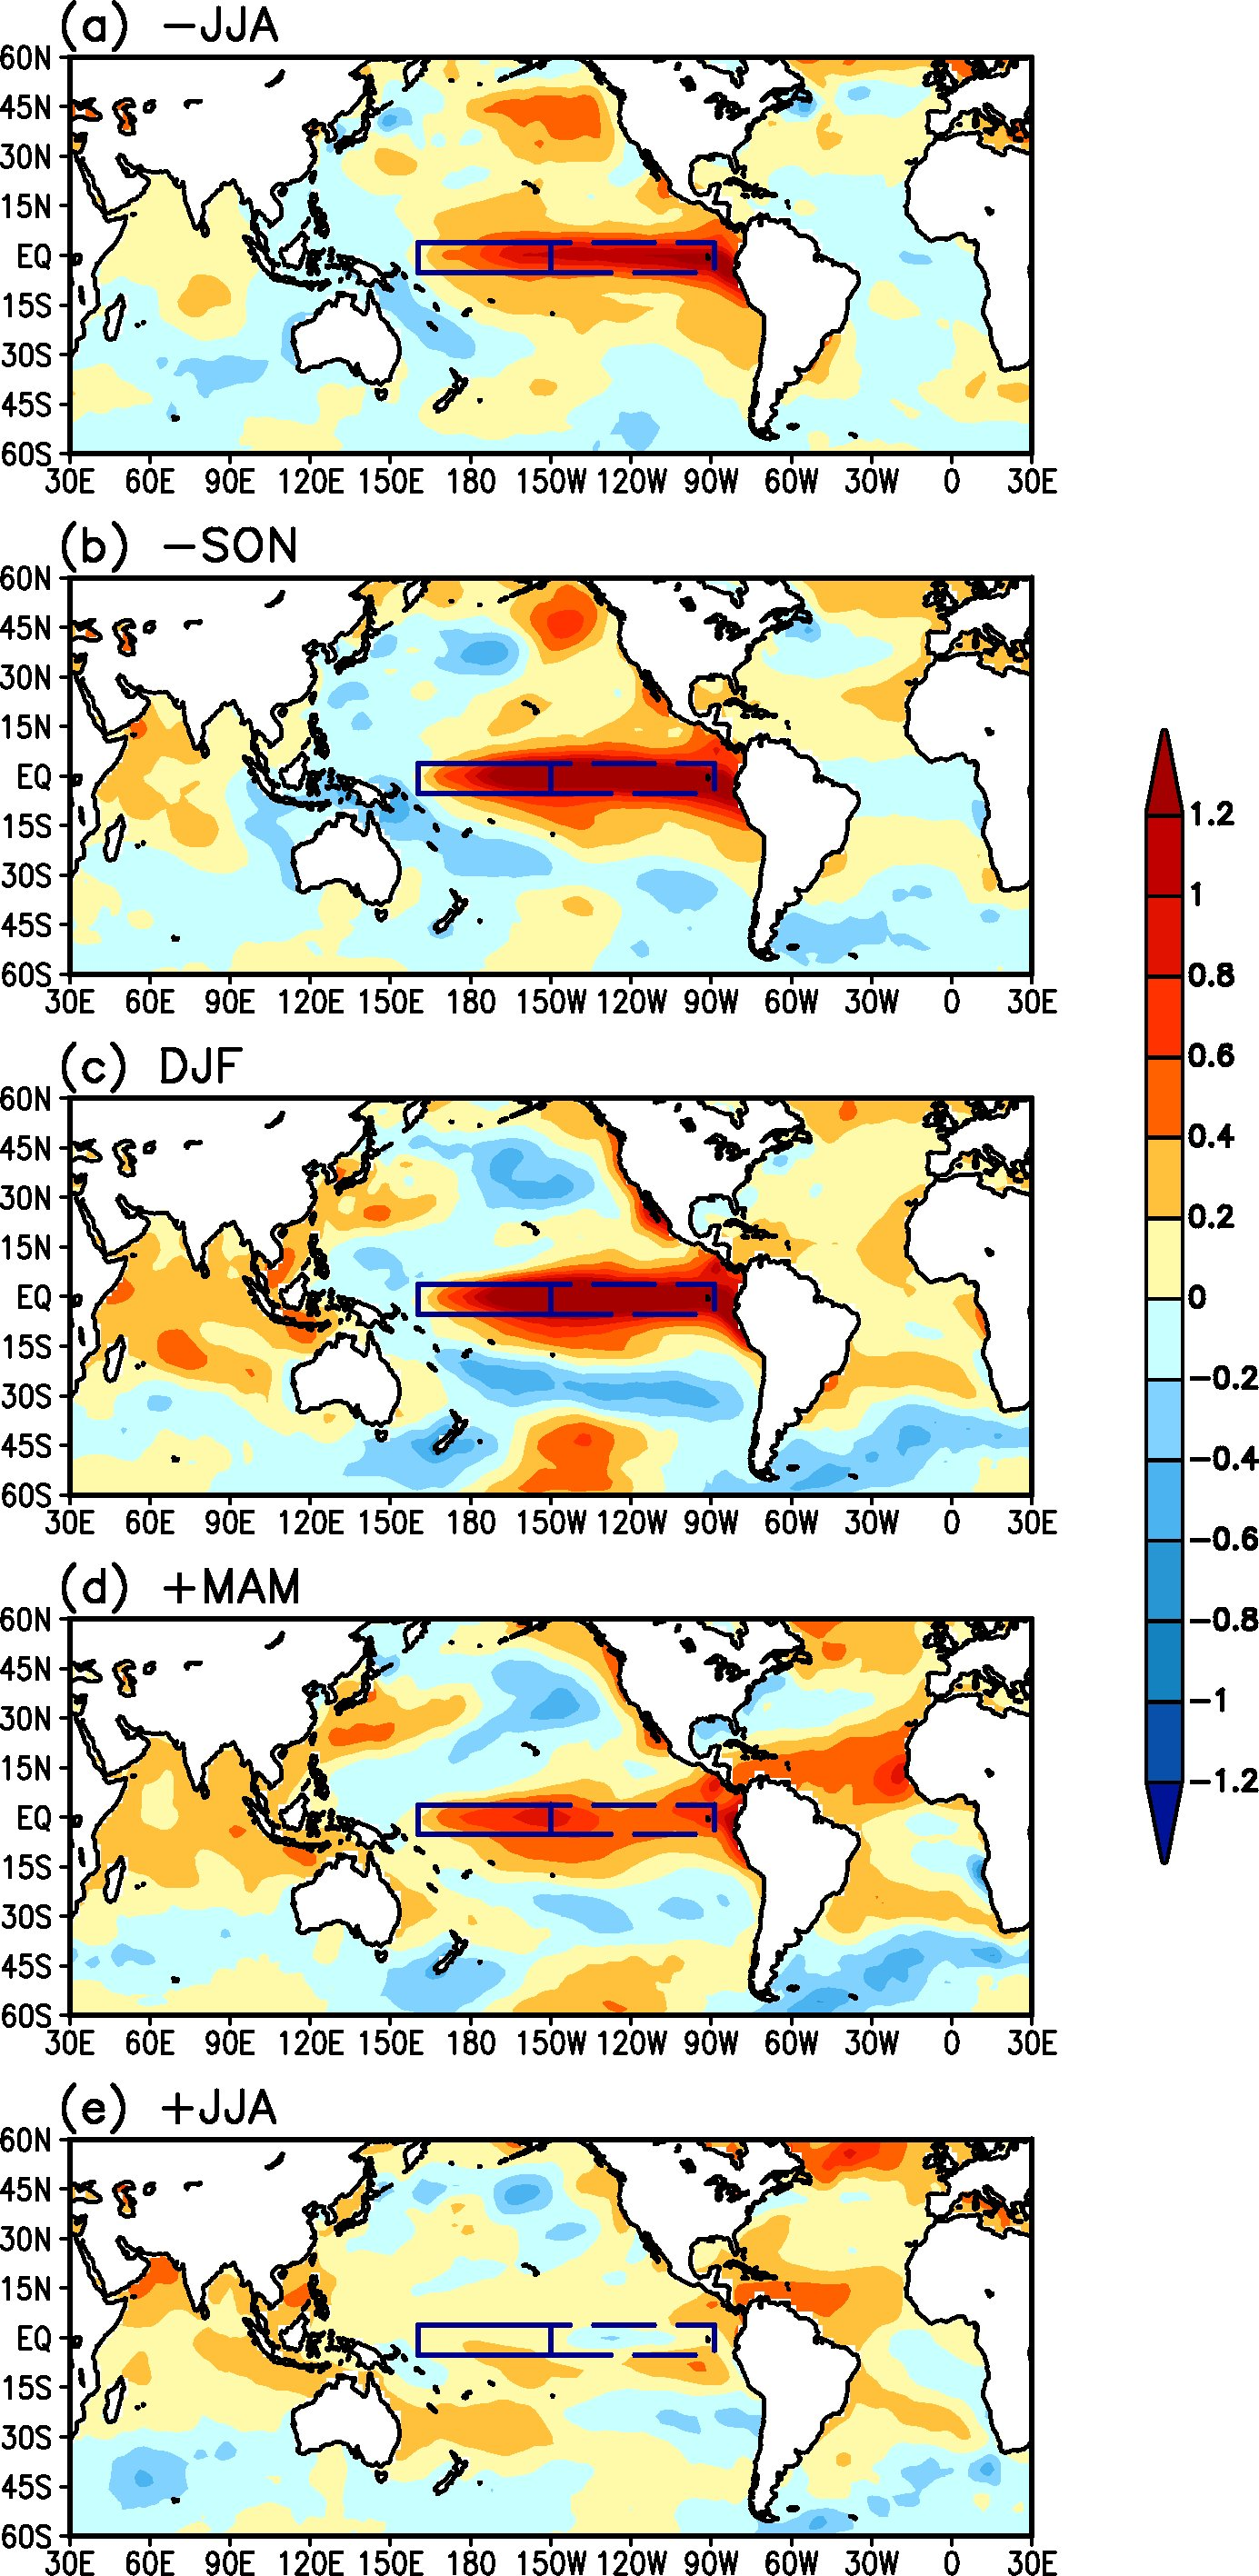 (a) −JJA
60N
45N
30N
15N
EQ
15S
30S
45S
60S
30E 60E 90E 120E 150E 180 150W 120W 90W 60W 30W 0 30E
(b) −SON
60N
45N
30N
15N
EQ
15S
30S
45S
60S
30E 60E 90E 120E 150E 180 150W 120W 90W 60W 30W 0 30E
(c) DJF
60N
45N
30N
15N
EQ
15S
30S
45S
60S
30E 60E 90E 120E 150E 180 150W 120W 90W 60W 30W 0 30E
(d) +MAM
60N
45N
30N
15N
EQ
15S
30S
45S
60S
30E 60E 90E 120E 150E 180 150W 120W 90W 60W 30W 0 30E
(e) +JJA
60N
45N
30N
15N
EQ
15S
30S
45S
60S
30E 60E 90E 120E 150E 180 150W 120W 90W 60W 30W 0 30E
1.2
1
0.8
0.6
0.4
0.2
0
−0.2
−0.4
−0.6
−0.8
−1
−1.2